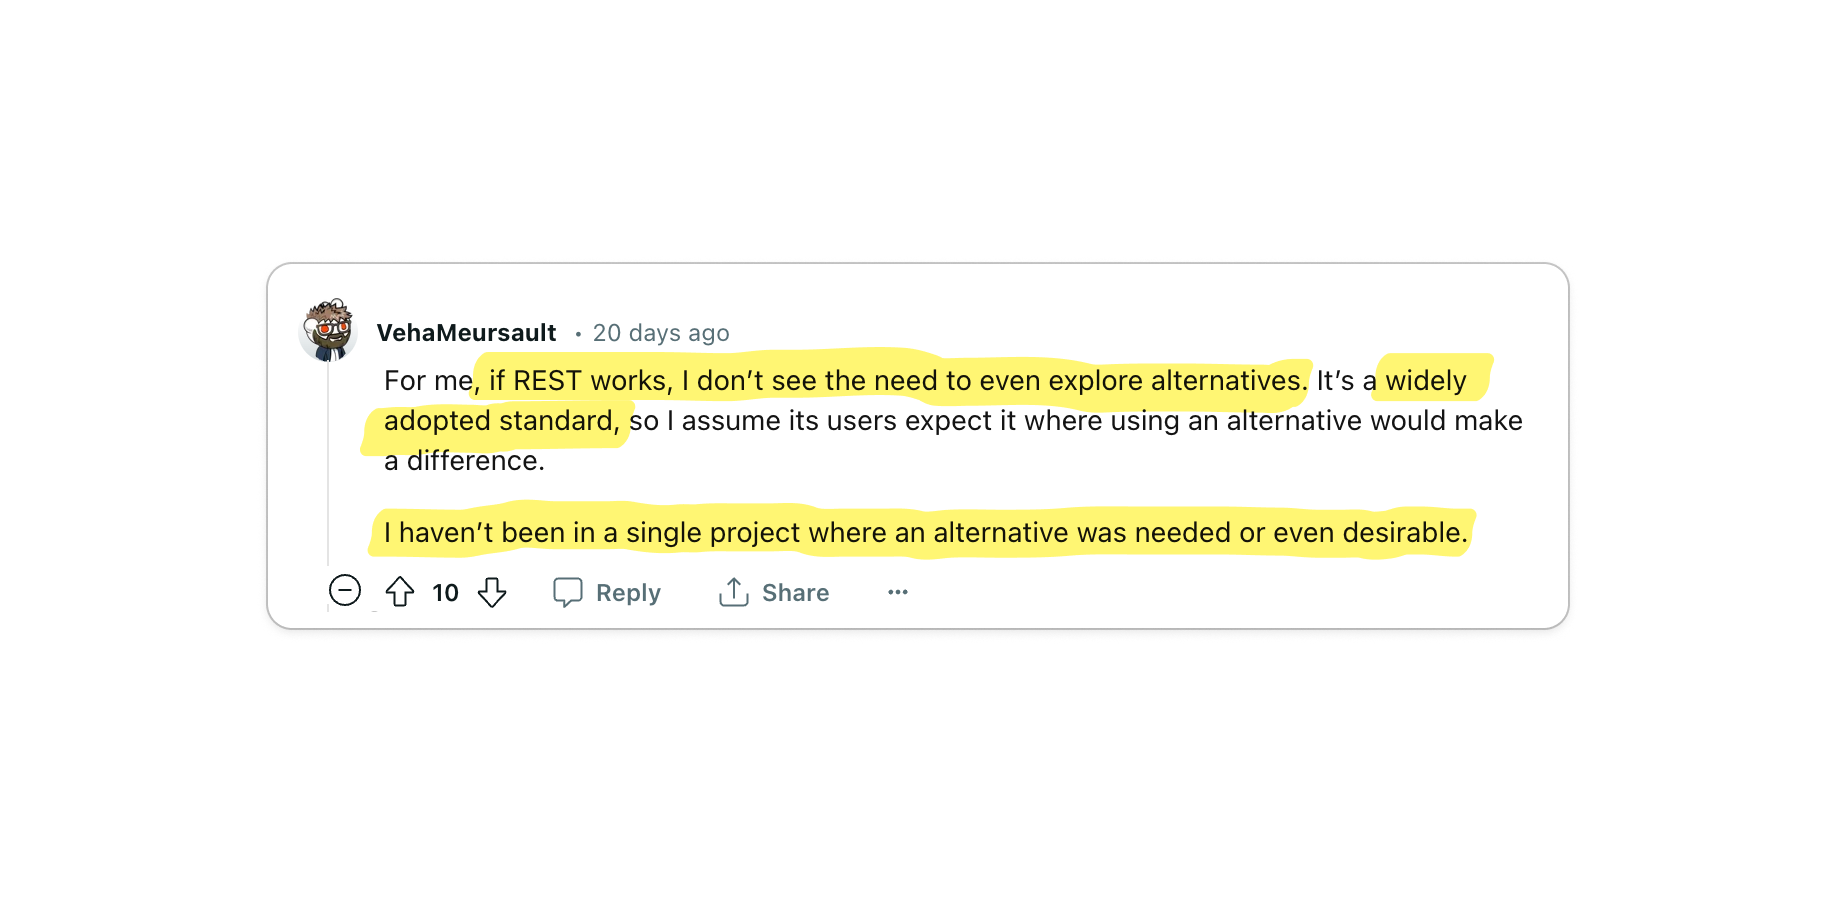 VehaMeursault • 20 days ago
For me, if REST works, I don’t see the need to even explore alternatives. It’s a widely
adopted standard, so I assume its users expect it where using an alternative would make
a difference.
I haven’t been in a single project where an alternative was needed or even desirable.
10 Reply Share ···